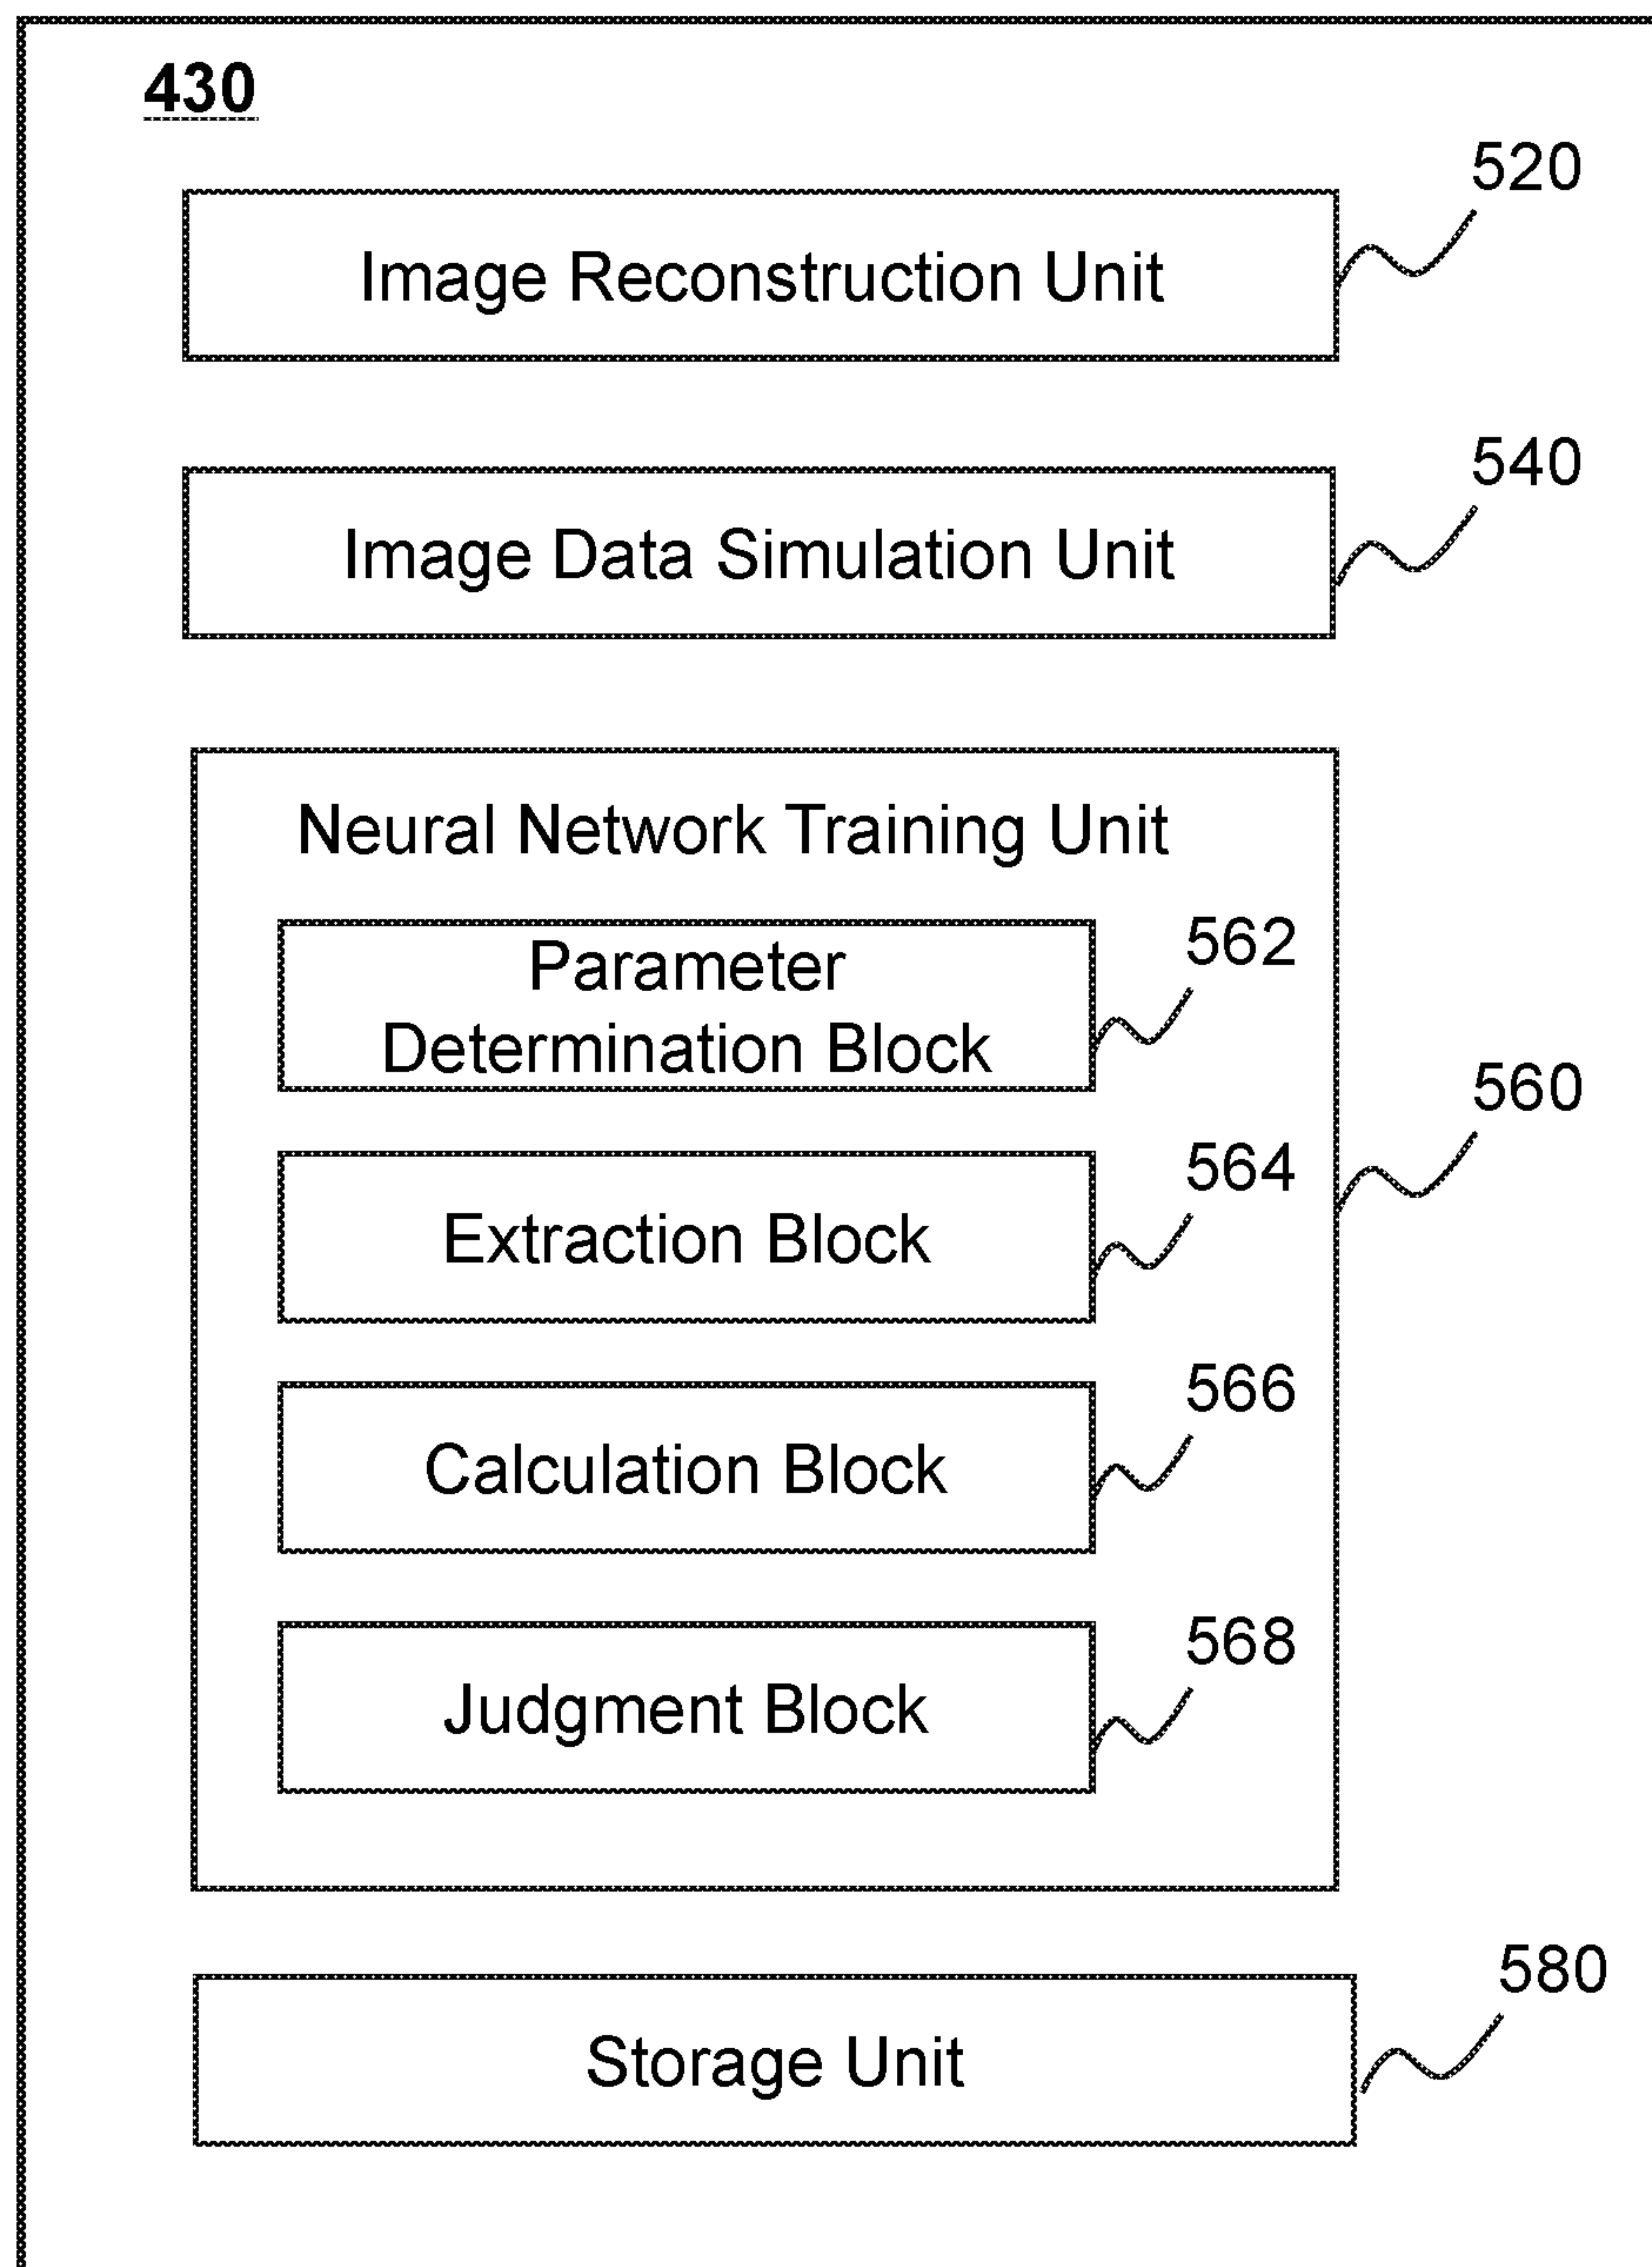 430
520
Image Reconstruction Unit
540
Image Data Simulation Unit
Neural Network Training Unit
562
Parameter
Determination Block
560
564
Extraction Block
566
Calculation Block
568
Judgment Block
580
Storage Unit